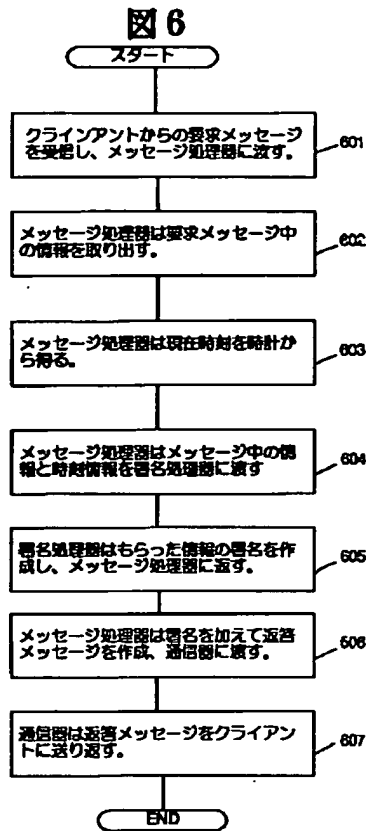 図6
スタート
クラインアントからの要求メッセージ
を受信し、メッセージ処理器に渡す。
601
メッセージ処理器は要求メッセージ中
の情報を取り出す。
602
メッセージ処理器は現在時刻を時計か
ら得る。
603
メッセージ処理器はメッセージ中の情
報と時刻情報を署名処理器に渡す
604
署名処理器はもらった情報の署名を作
成し、メッセージ処理器に返す。
605
メッセージ処理器は署名を加えて返答
メッセージを作成、通信器に渡す。
606
通信器は返答メッセージをクライアン
トに送り返す。
607
END